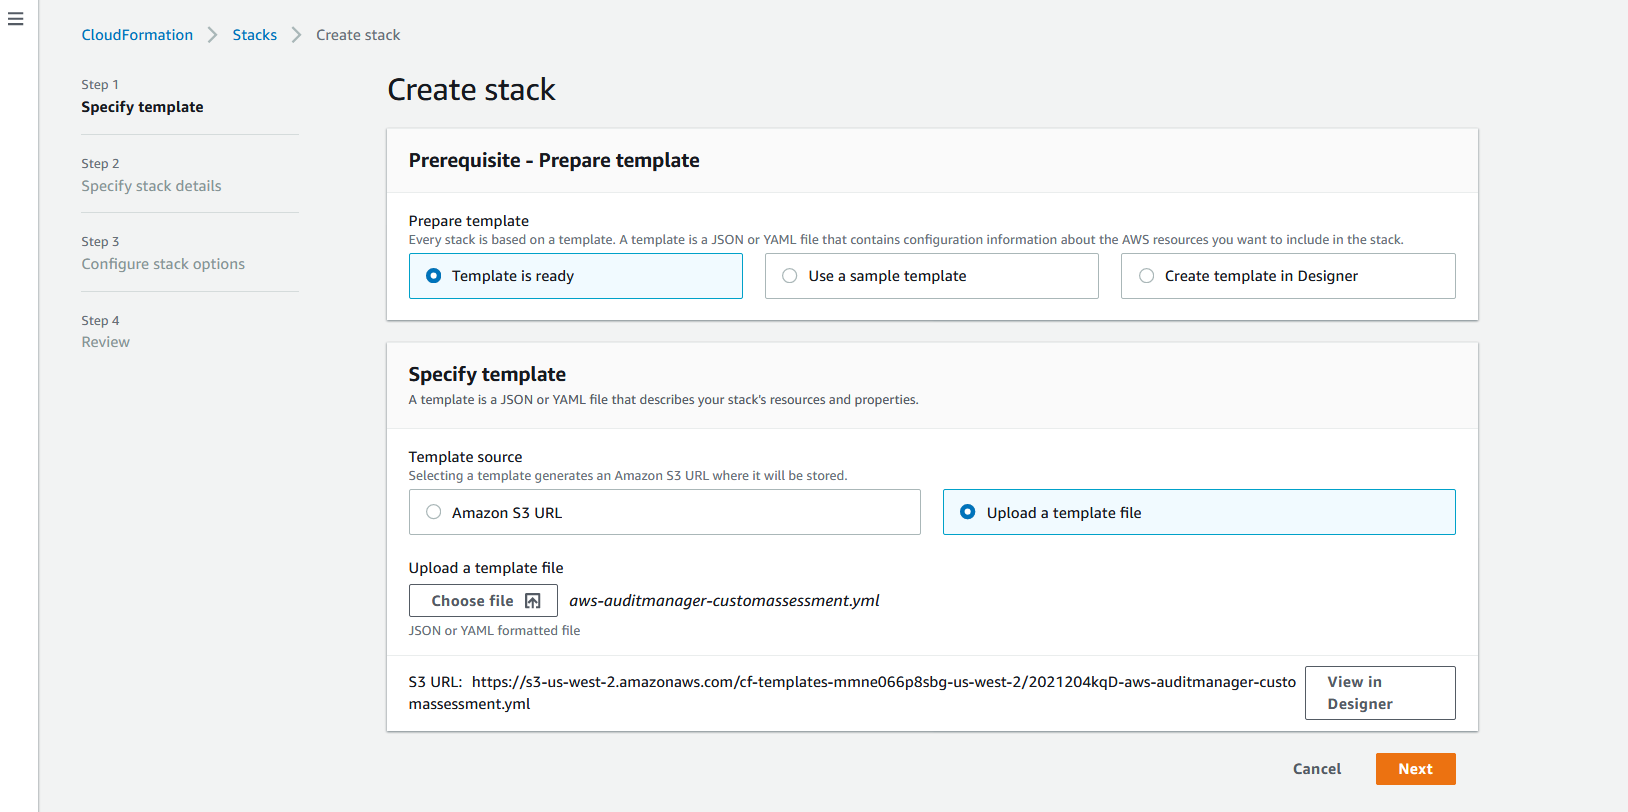 CloudFormation > Stacks > Create stack
Step 1
Specify template
Step 2
Specify stack details
Step 3
Configure stack options
Step 4
Review
Create stack
Prerequisite - Prepare template
Prepare template
Every stack is based on a template. A template is a JSON or YAML file that contains configuration information about the AWS resources you want to include in the stack.
Template is ready
Use a sample template
Create template in Designer
Specify template
A template is a JSON or YAML file that describes your stack's resources and properties.
Template source
Selecting a template generates an Amazon S3 URL where it will be stored.
Amazon S3 URL
Upload a template file
Upload a template file
Choose file aws-auditmanager-customassessment.yml
JSON or YAML formatted file
S3 URL: https://s3-us-west-2.amazonaws.com/cf-templates-mmne066p8sbg-us-west-2/2021204kqD-aws-auditmanager-custo
massessment.yml
View in
Designer
Cancel
Next